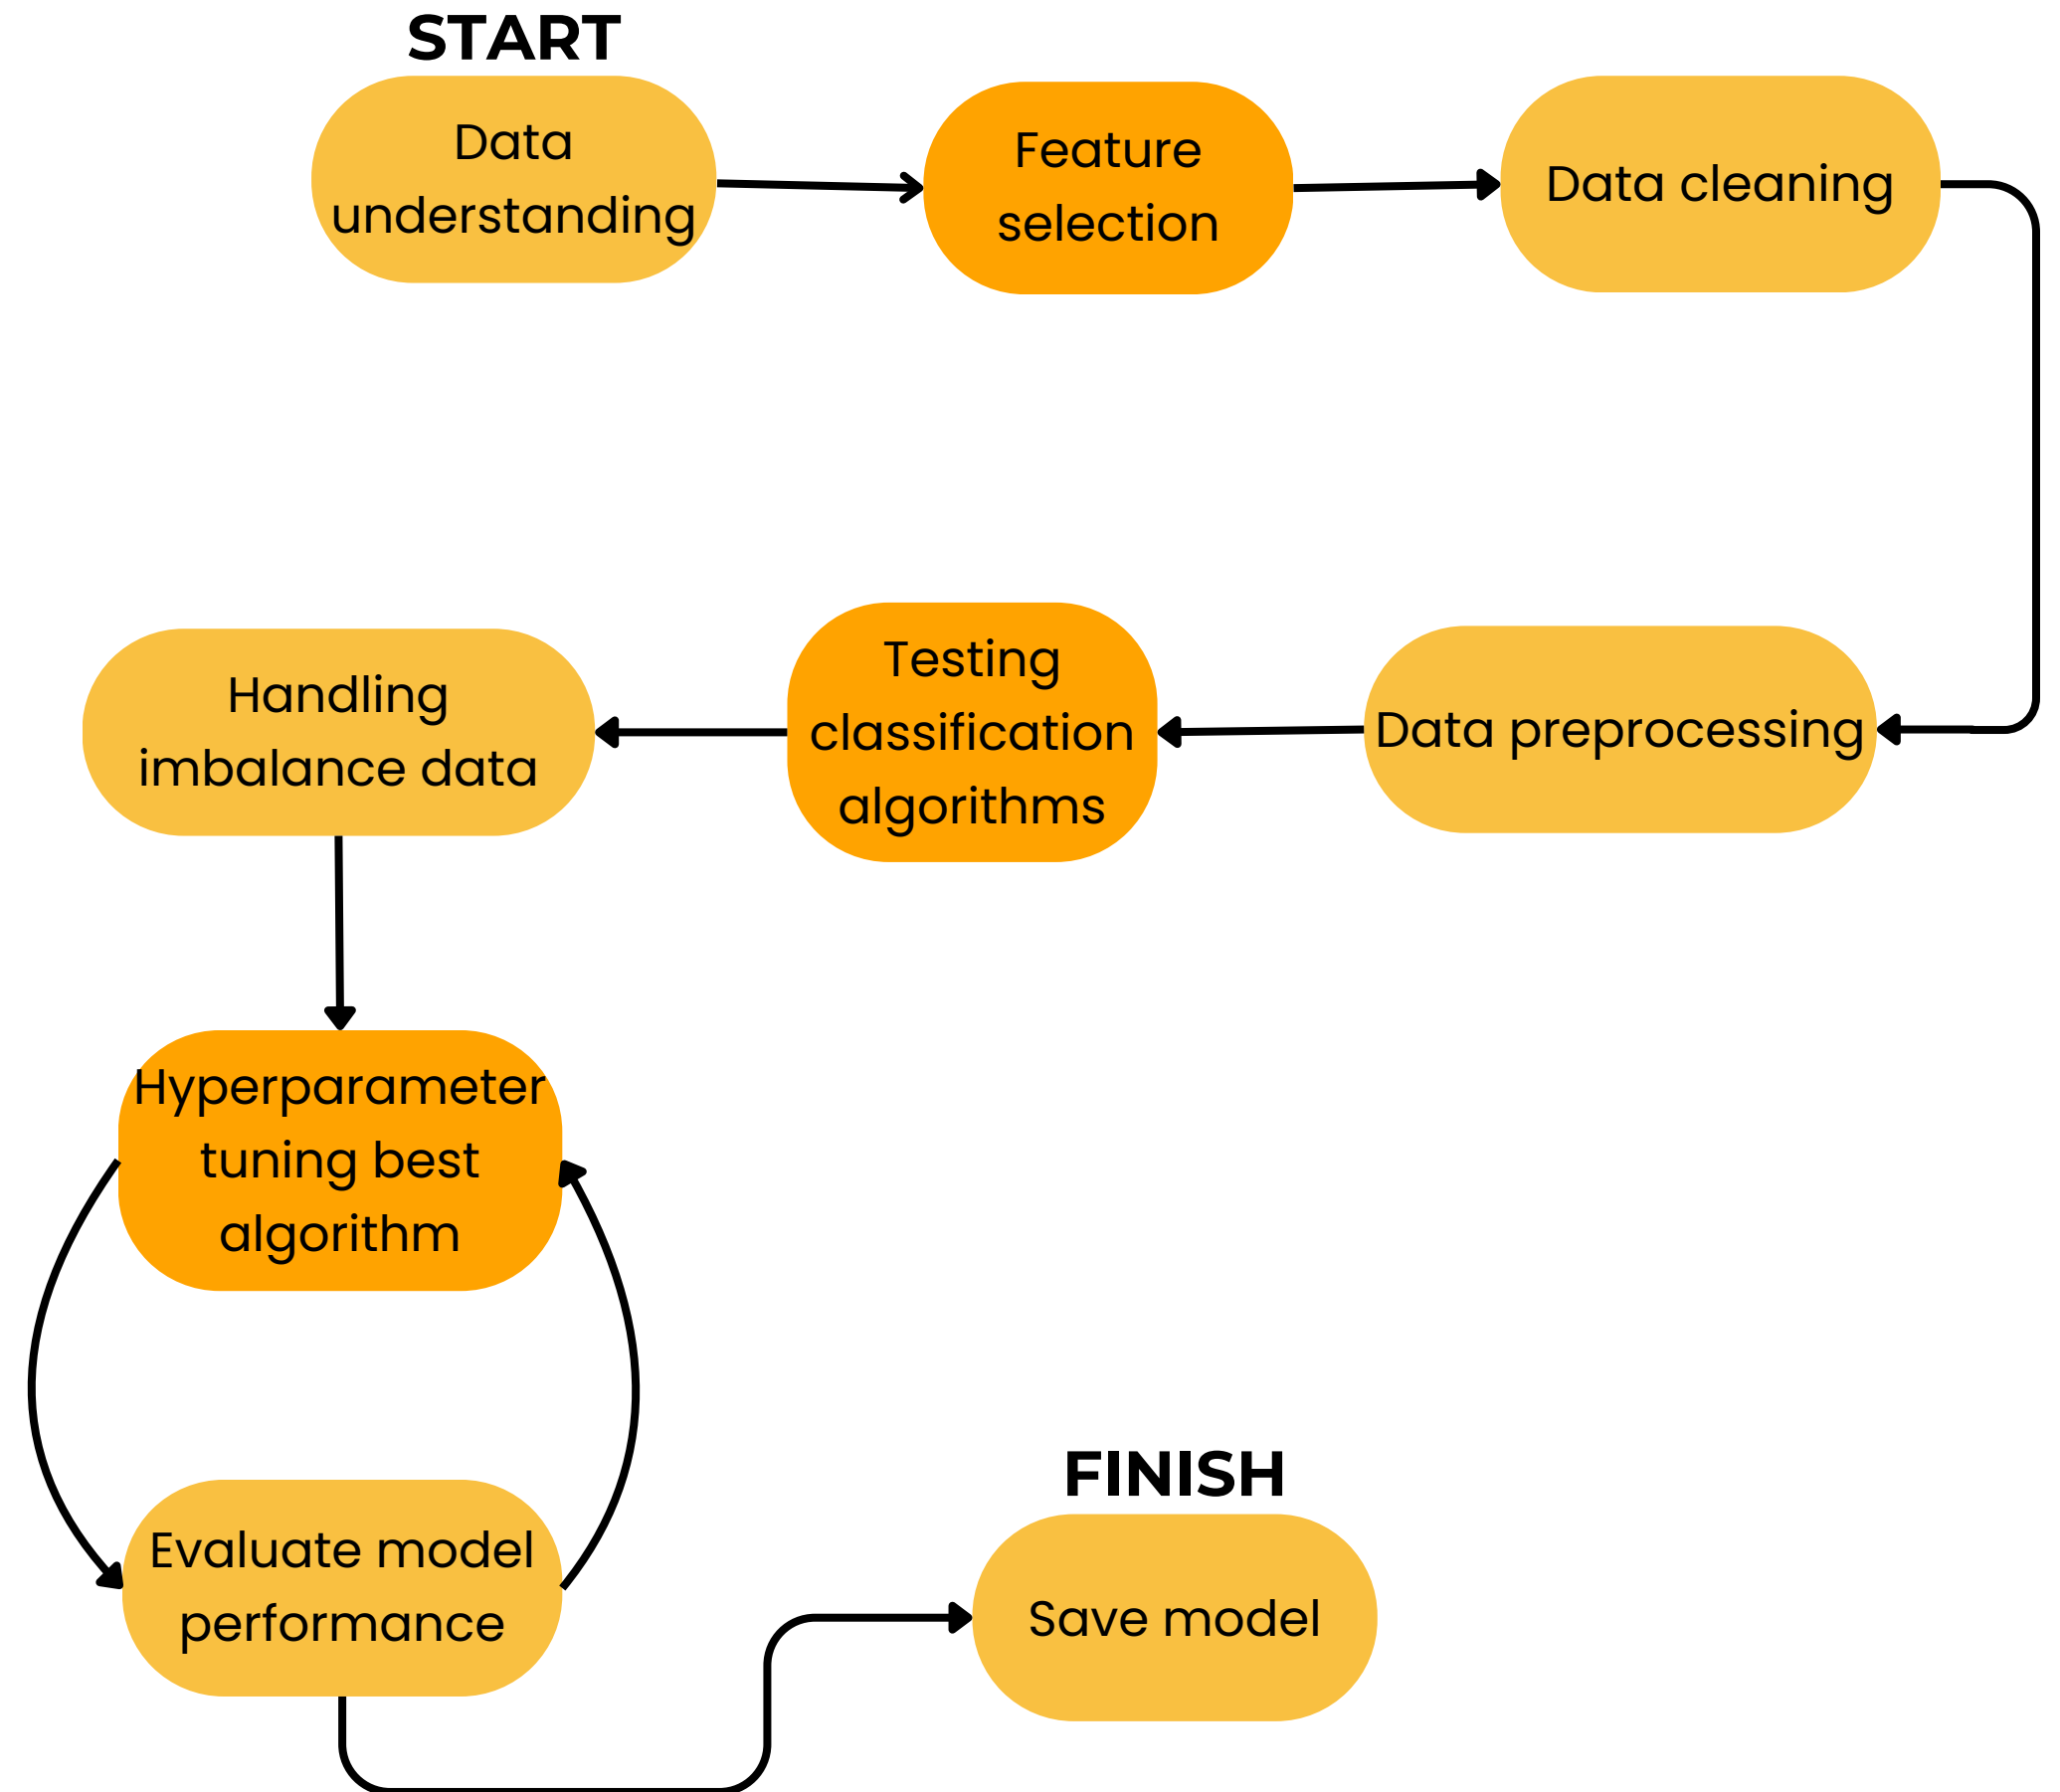 START
Data
understanding
Feature
selection
Data cleaning
Data preprocessing
Testing
classification
algorithms
Handling
imbalance data
Hyperparameter
tuning best
algorithm
Evaluate model
performance
FINISH
Save model